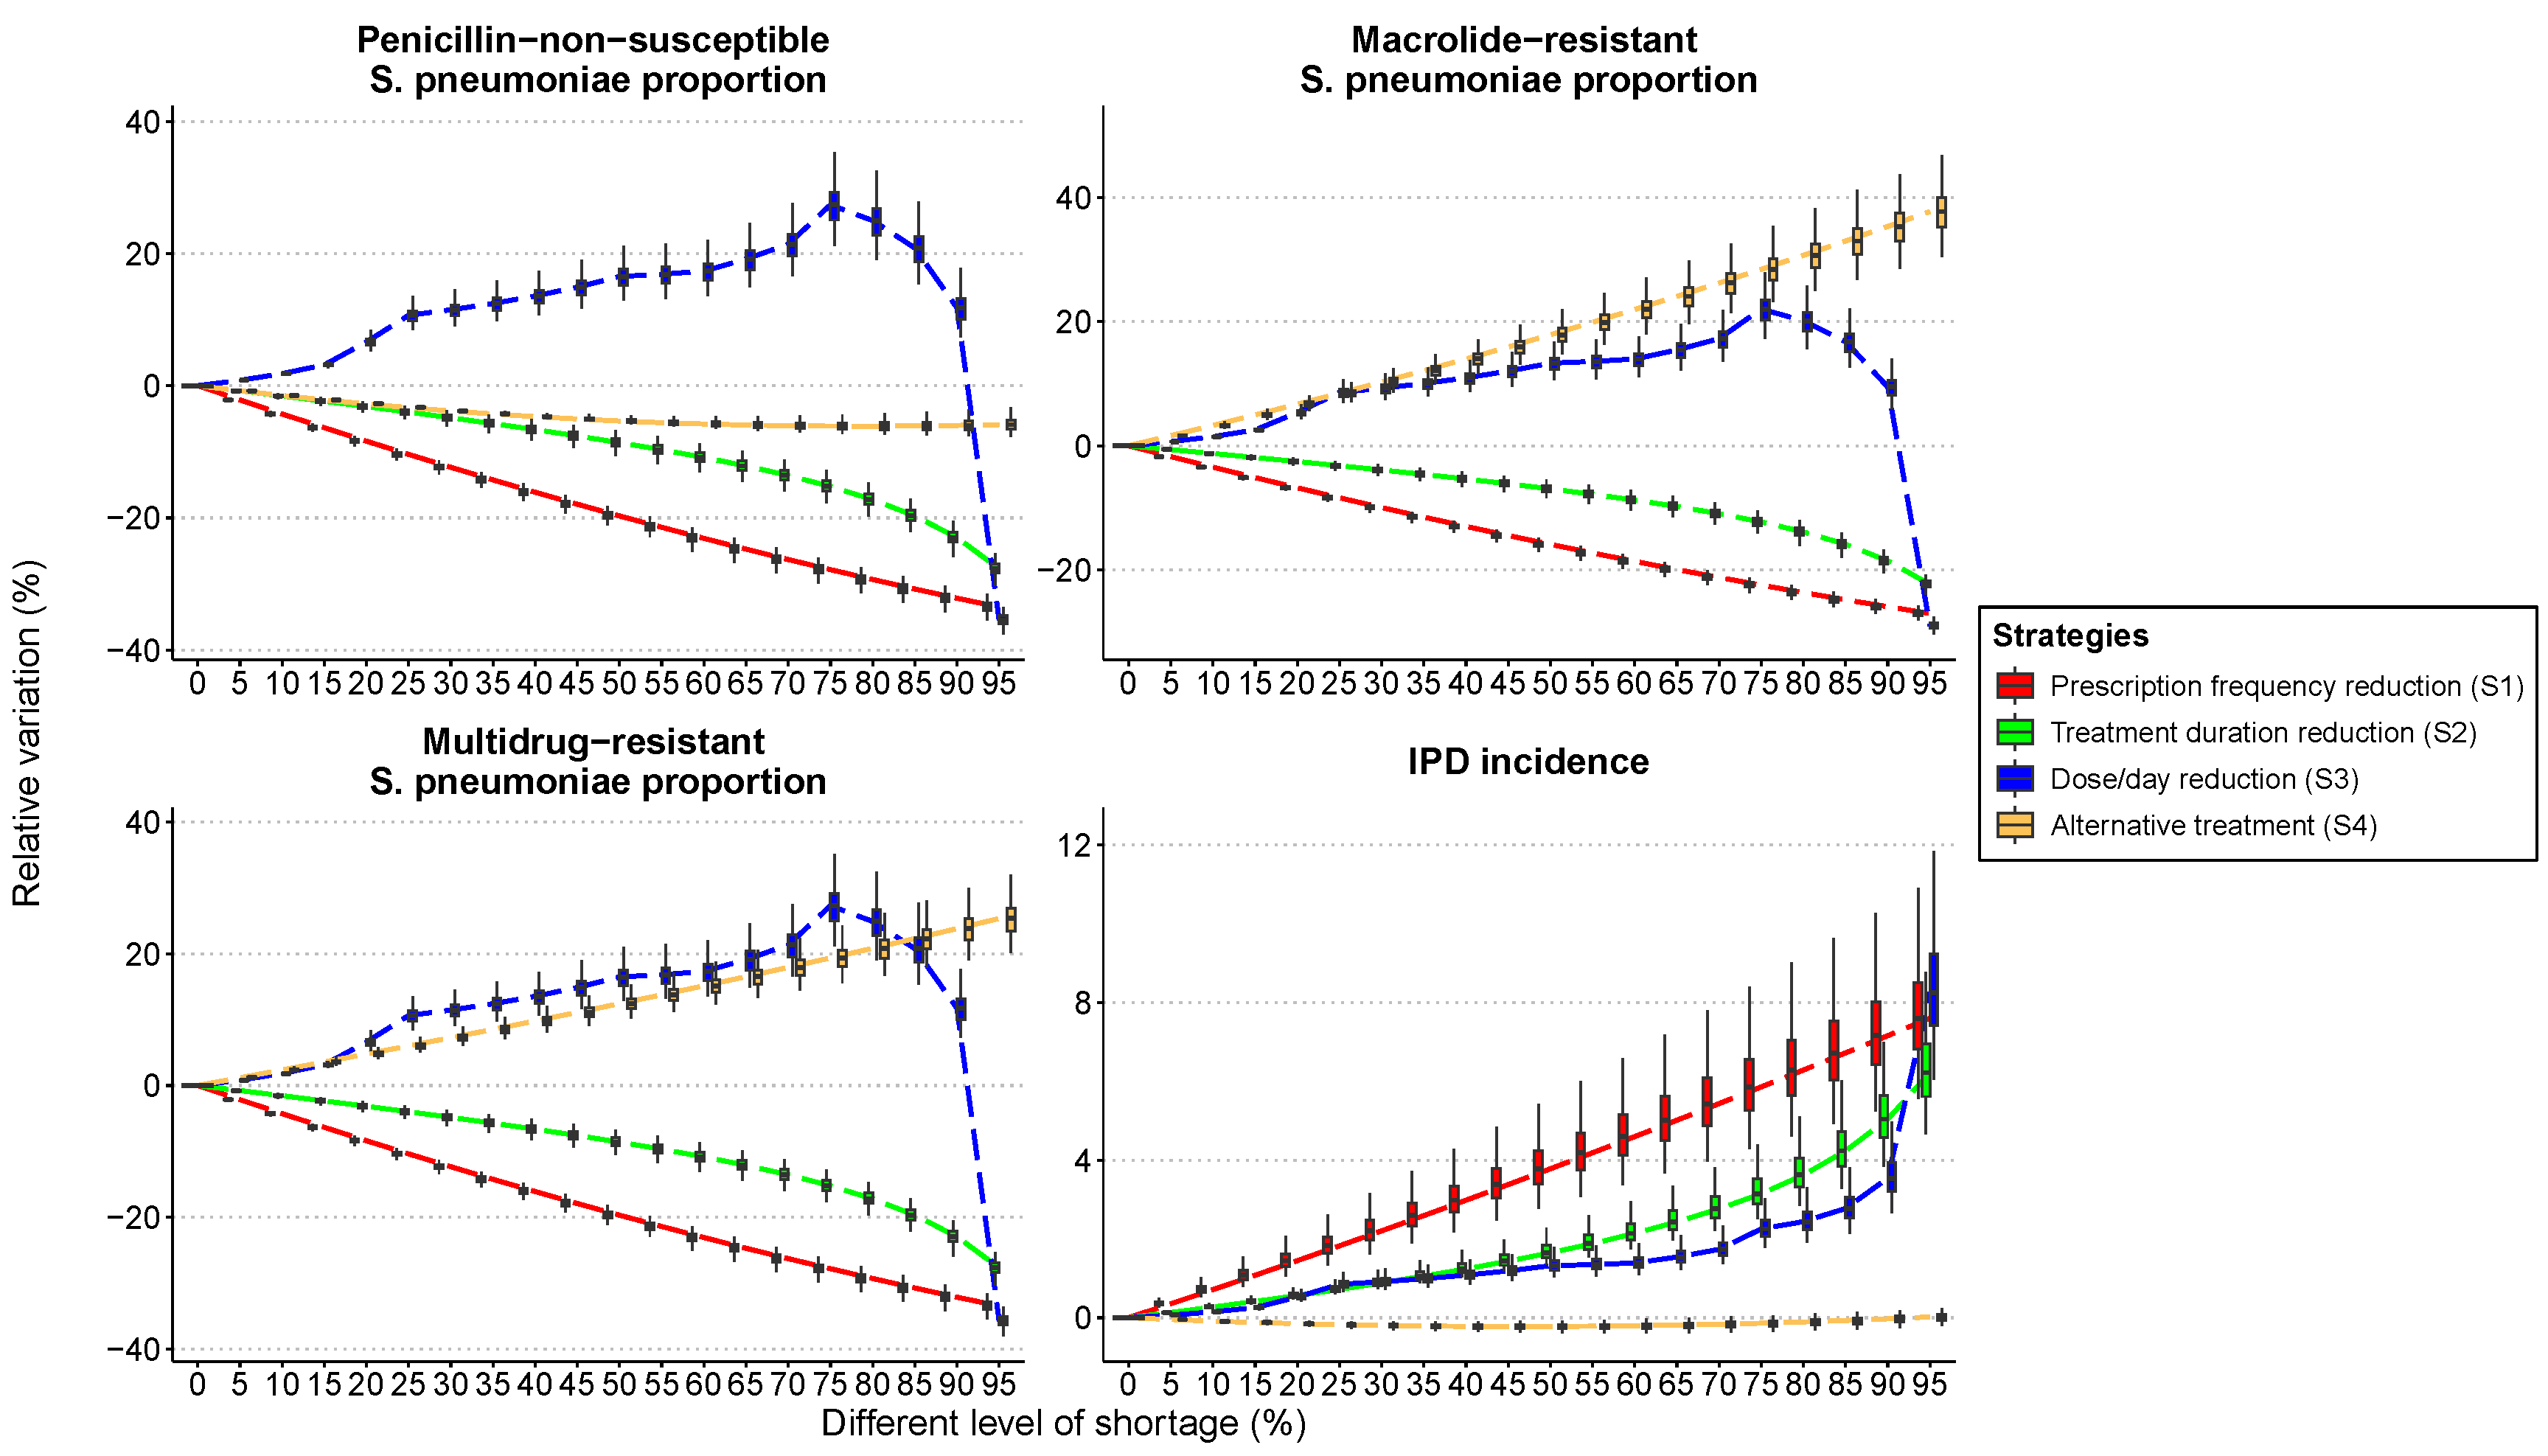 Penicillin−non−susceptible
S. pneumoniae proportion
Macrolide−resistant
S. pneumoniae proportion
Relative variation (%)
40
20
0
−20
−40
0 5 10 15 20 25 30 35 40 45 50 55 60 65 70 75 80 85 90 95
40
20
0
−20
0 5 10 15 20 25 30 35 40 45 50 55 60 65 70 75 80 85 90 95
Multidrug−resistant
S. pneumoniae proportion
IPD incidence
40
20
0
−20
−40
0 5 10 15 20 25 30 35 40 45 50 55 60 65 70 75 80 85 90 95
12
8
4
0
0 5 10 15 20 25 30 35 40 45 50 55 60 65 70 75 80 85 90 95
Different level of shortage (%)
Strategies
Prescription frequency reduction (S1)
Treatment duration reduction (S2)
Dose/day reduction (S3)
Alternative treatment (S4)